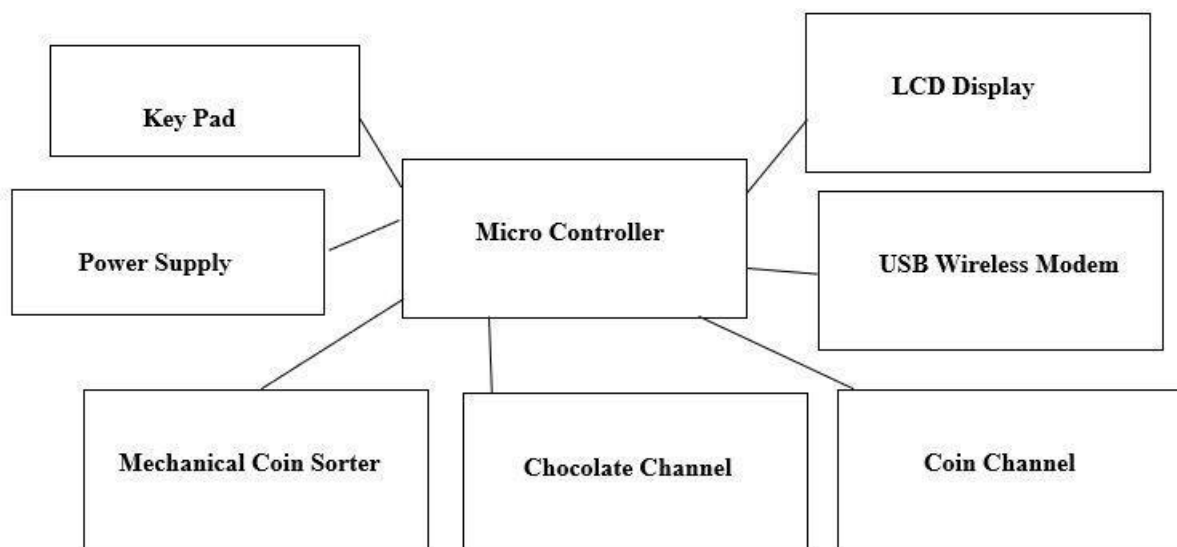 Key Pad
LCD Display
Micro Controller
Power Supply
USB Wireless Modem
Mechanical Coin Sorter
Chocolate Channel
Coin Channel